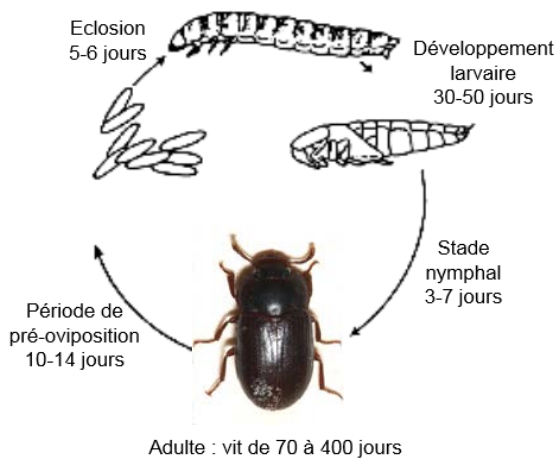 Eclosion
5-6 jours
Développement
larvaire
30-50 jours
Stade
nymphal
3-7 jours
Période de
pré-oviposition
10-14 jours
Adulte : vit de 70 à 400 jours